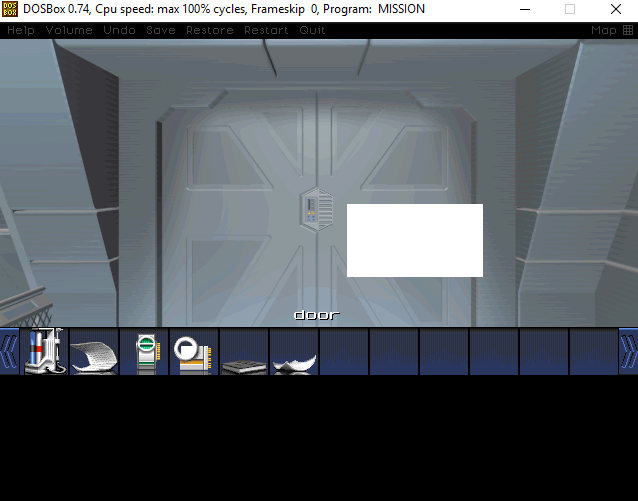 DOS
BOX
DOSBox 0.74, Cpu speed: max 100% cycles, Frameskip 0, Program: MISSION
Help Volume Undo Save Restore Restart Quit Map
door